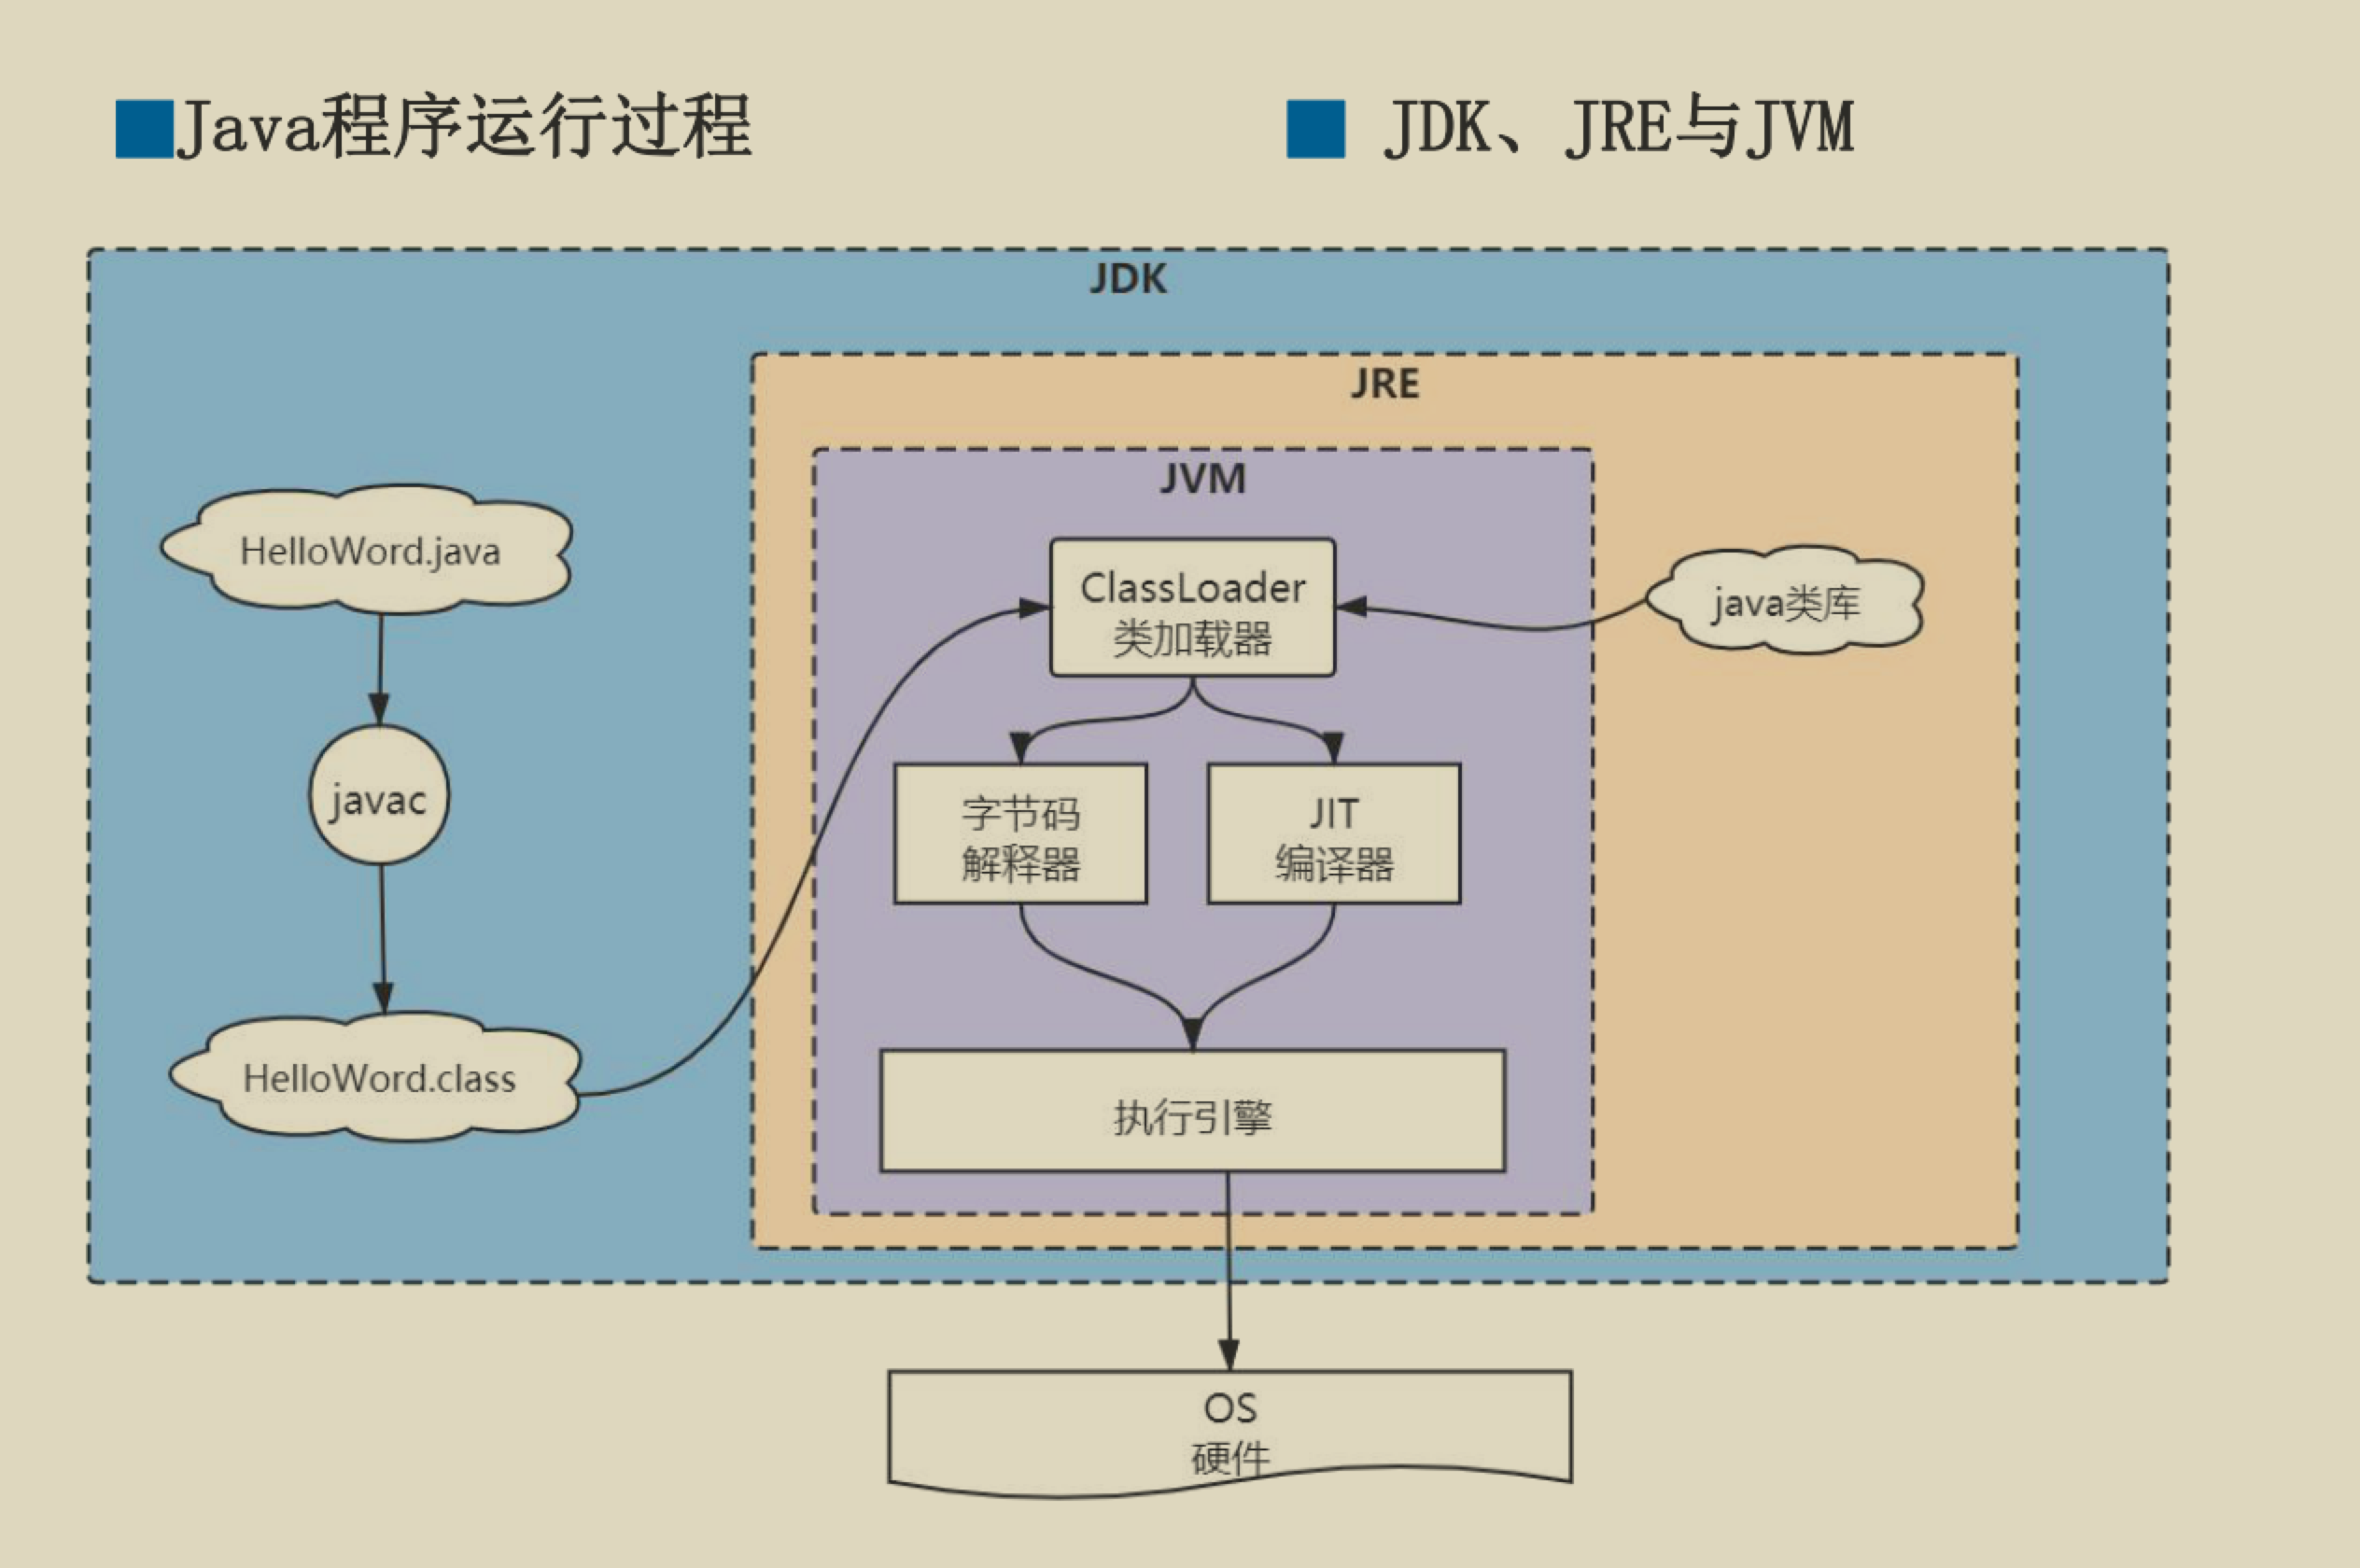 Java程序运行过程
JDK、JRE与JVM
JDK
JRE
JVM
HelloWord.java
javac
HelloWord.class
ClassLoader
类加载器
java类库
字节码
解释器
JIT
编译器
执行引擎
OS
硬件